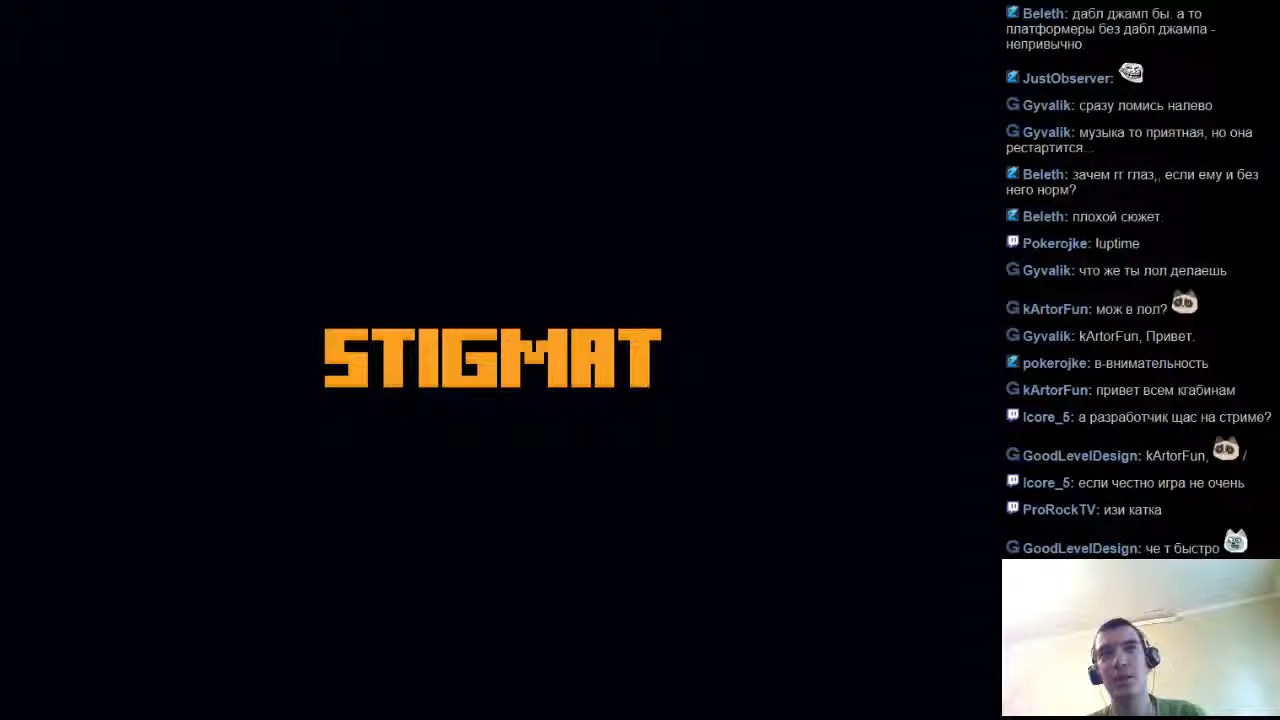 STIGMAT
Beleth: дабл джамп бы. а то
платформеры без дабл джампа -
непривычно
JustObserver:
Gyvalik: сразу ломись налево
Gyvalik: музыка то приятная, но она
рестартится...
Beleth: зачем гг глаз,, если ему и без
него норм?
Beleth: плохой сюжет.
Pokerojke: !uptime
Gyvalik: что же ты лол делаешь
kArtorFun: мож в лол?
Gyvalik: kArtorFun, Привет.
pokerojke: в-внимательность
kArtorFun: привет всем кгабинам
Icore_5: а разработчик щас на стриме?
GoodLevelDesign: kArtorFun, /
Icore_5: если честно игра не очень
ProRockTV: изи катка
GoodLevelDesign: че т быстро